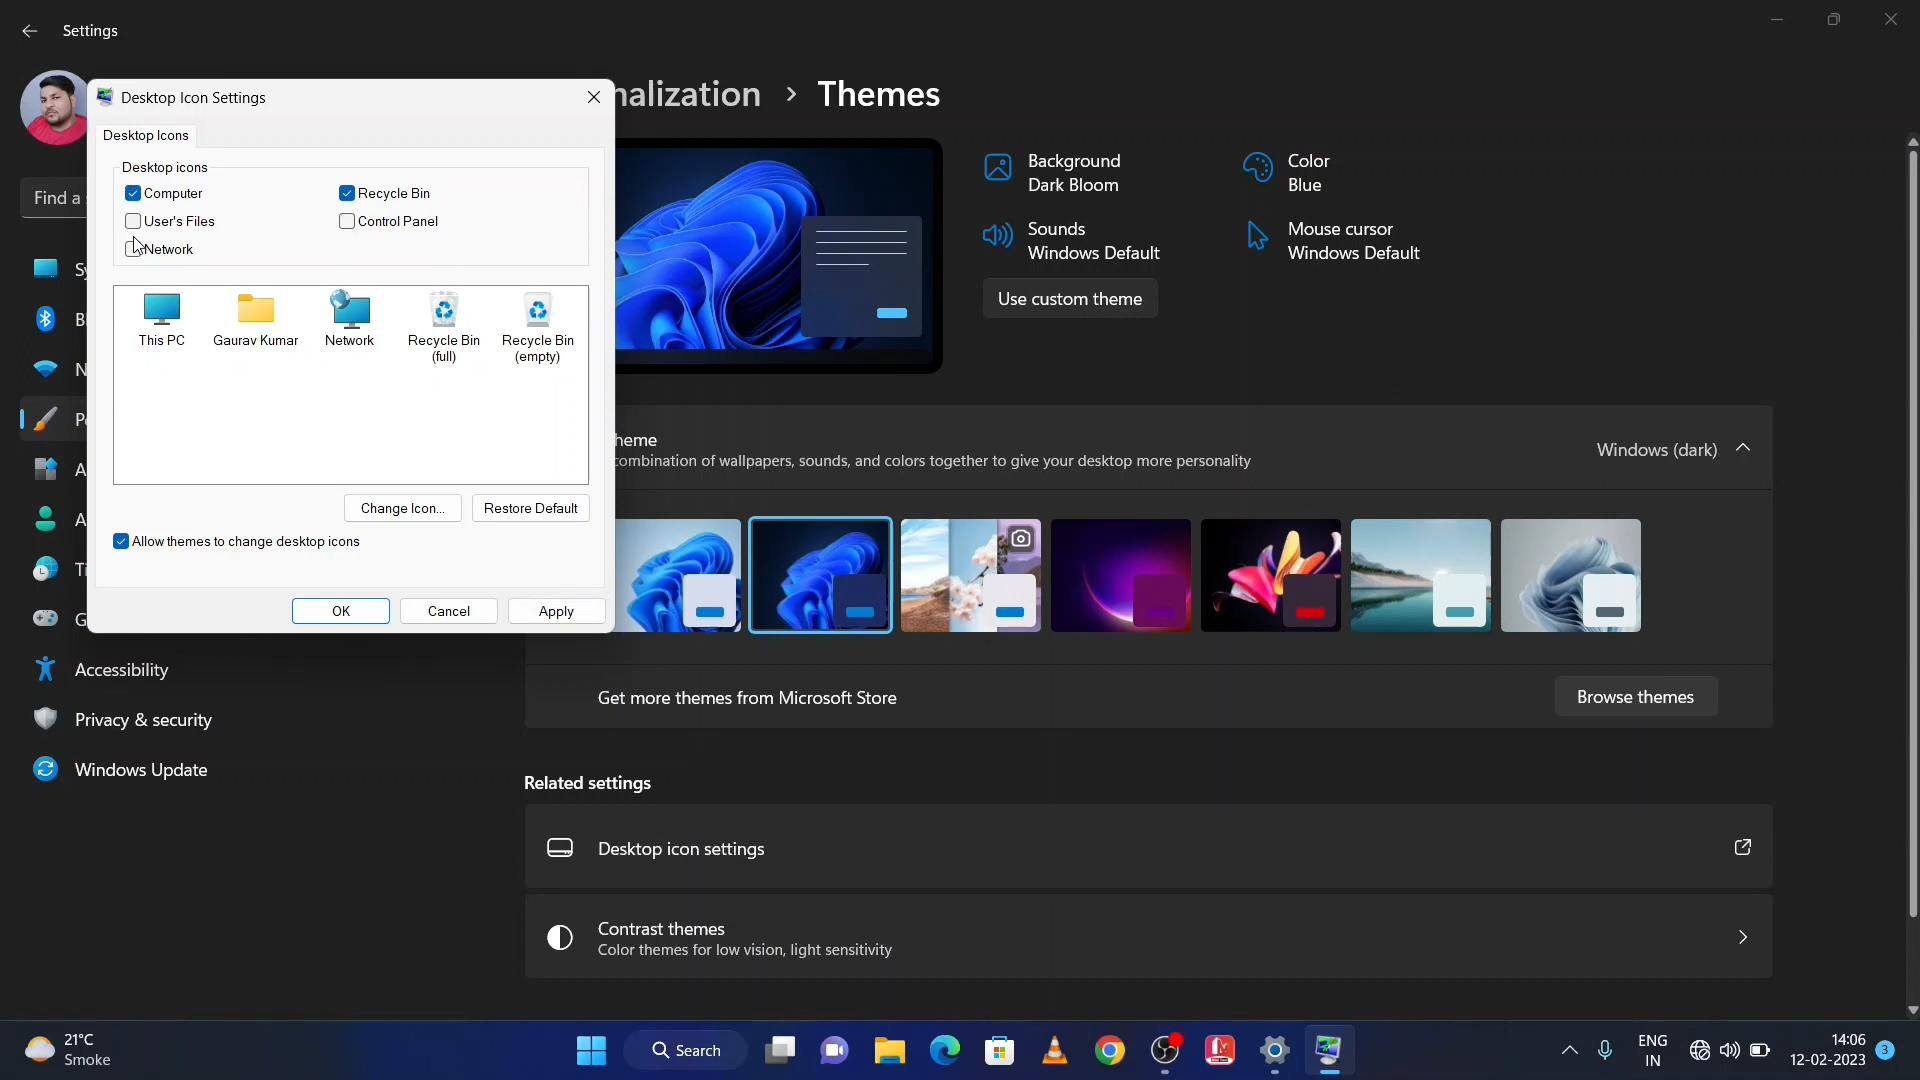 Settings
Desktop Icon Settings
nalization > Themes
Desktop Icons
Desktop icons
Computer
Recycle Bin
User's Files
Control Panel
Network
Background
Dark Bloom
Color
Blue
Find a
Sounds
Windows Default
Mouse cursor
Windows Default
Use custom theme
Sy
Bl
N
Pe
A
A
Ti
G
This PC
Gaurav Kumar
Network
Recycle Bin
(full)
Recycle Bin
(empty)
Change Icon...
Restore Default
Allow themes to change desktop icons
OK
Cancel
Apply
heme
combination of wallpapers, sounds, and colors together to give your desktop more personality
Windows (dark)
Accessibility
Privacy & security
Windows Update
Get more themes from Microsoft Store
Browse themes
Related settings
Desktop icon settings
Contrast themes
Color themes for low vision, light sensitivity
21°C
Smoke
Search
ENG
IN
14:06
12-02-2023
3